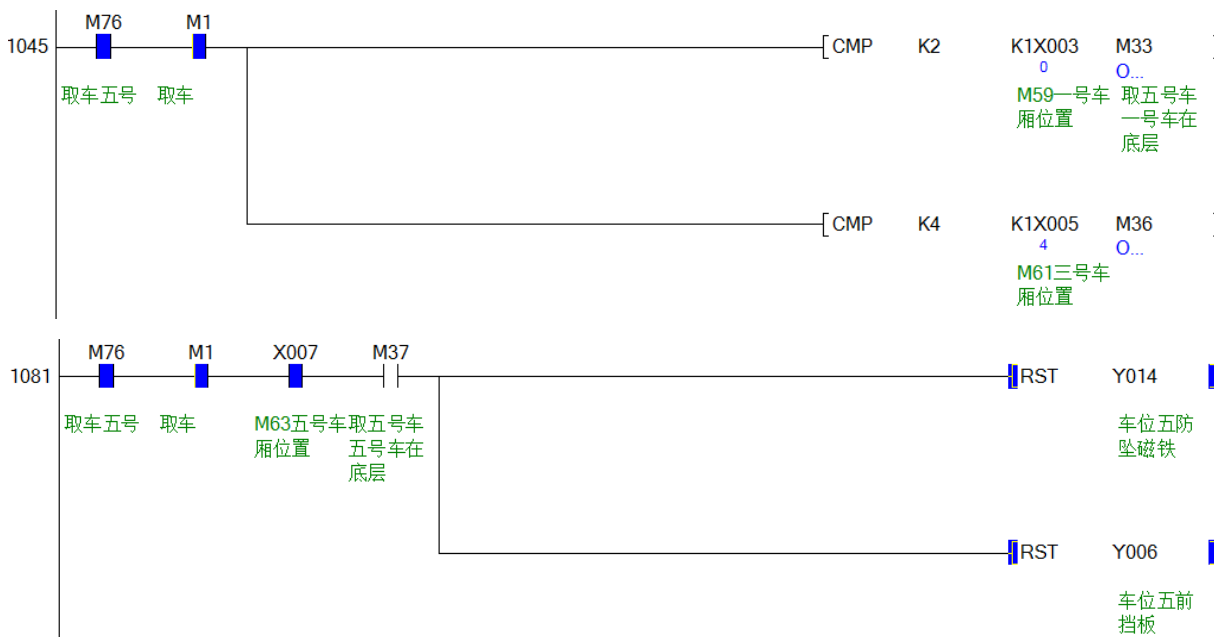 M76 M1
1045 CMP K2 K1X003 M33
0 O...
取车五号 取车 M59一号车 取五号车
厢位置 一号车在
底层
CMP K4 K1X005 M36
4 O...
M61三号车
厢位置
M76 M1 X007 M37
1081 RST Y014
取车五号 取车 M63五号车 取五号车 车位五防
厢位置 五号车在 坠磁铁
底层
RST Y006
车位五前
挡板